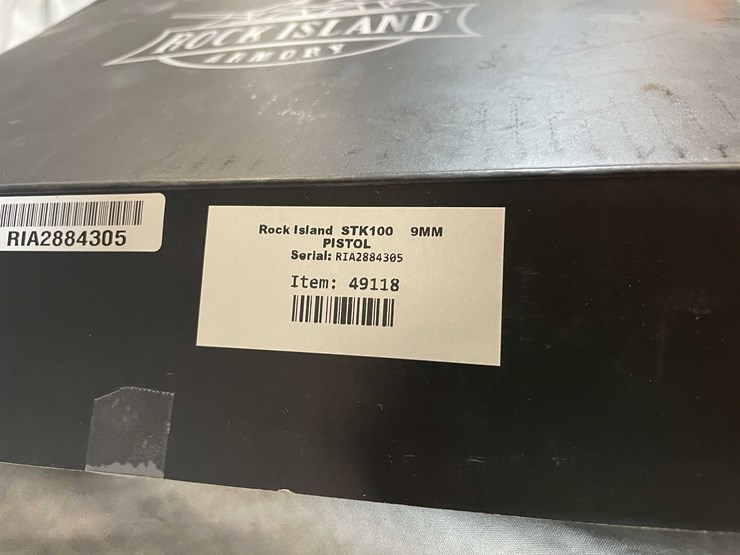 ROCK ISLAND
ARMORY
RIA2884305
Rock Island STK100 9MM
PISTOL
Serial: RIA2884305
Item: 49118